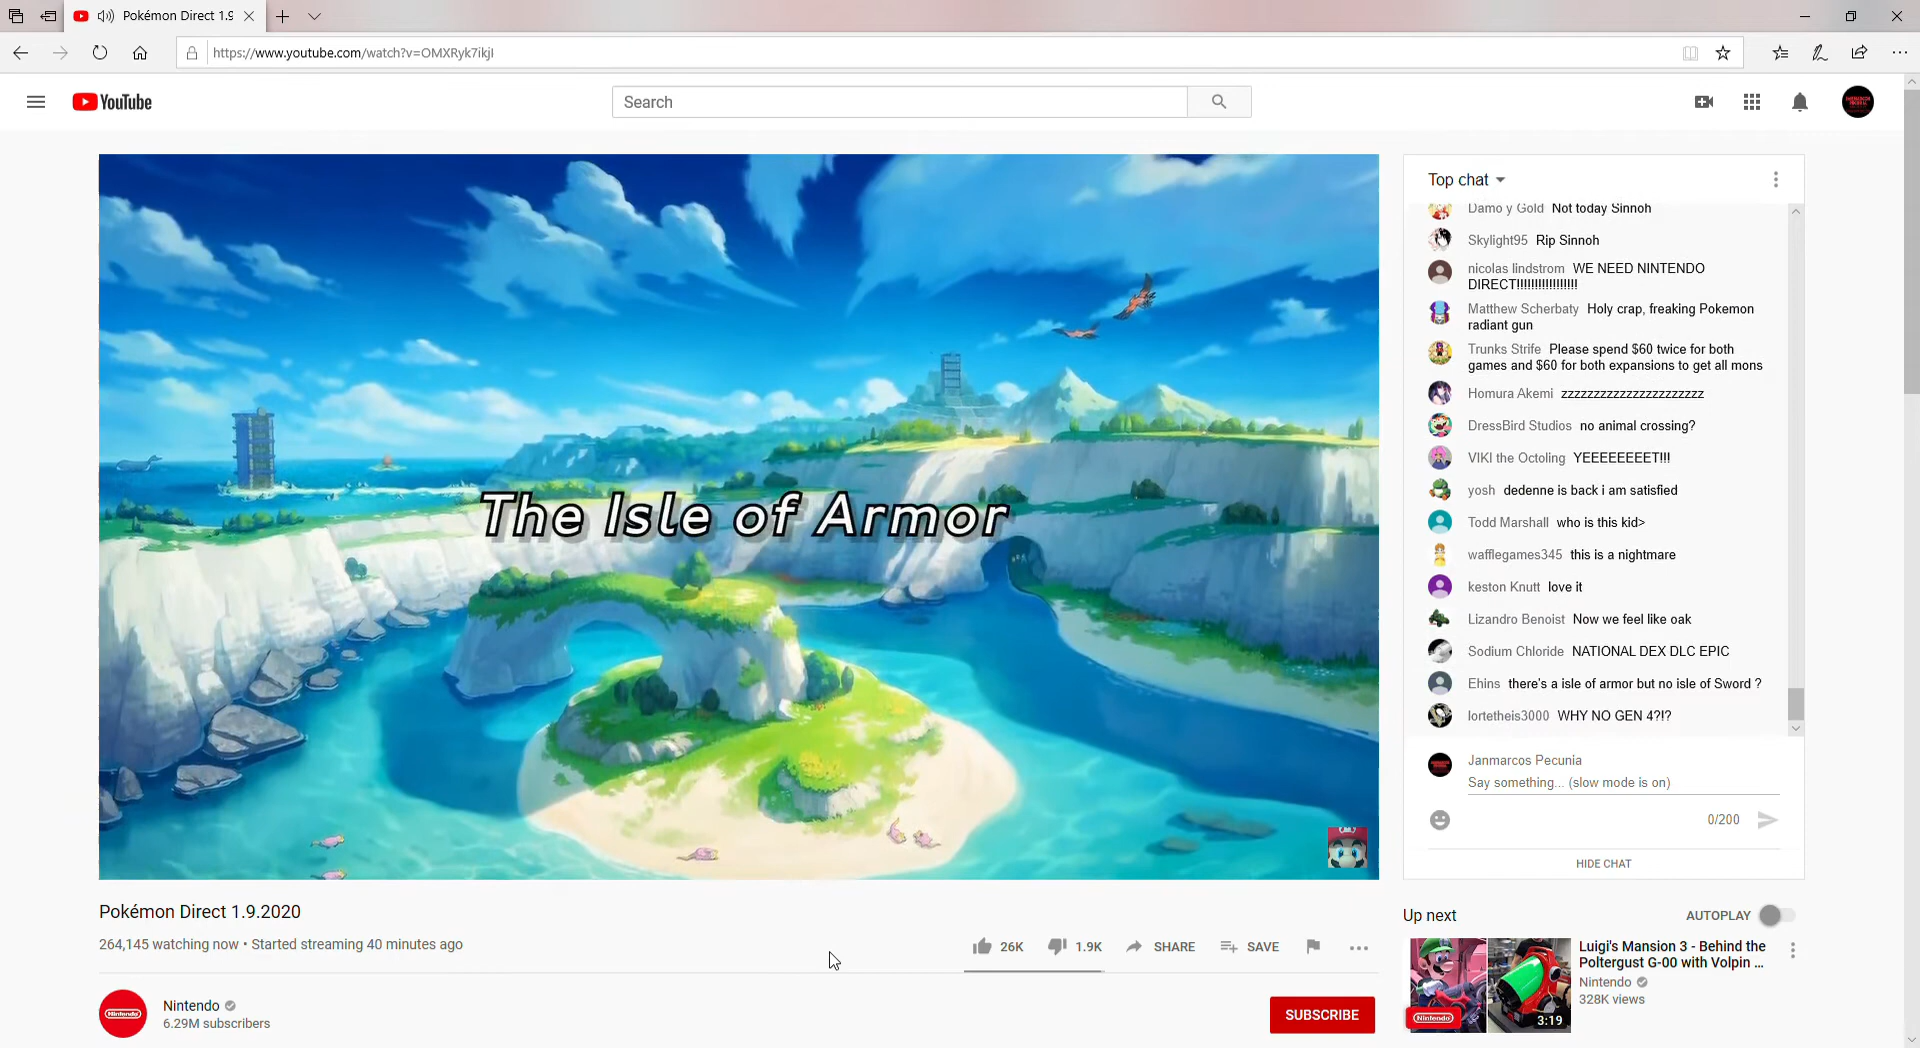 Pokémon Direct 1.9
https://www.youtube.com/watch?v=OMXRyk7ikjI
YouTube
Search
The Isle of Armor
Top chat
Damo y Gold Not today Sinnoh
Skylight95 Rip Sinnoh
nicolas lindstrom WE NEED NINTENDO
DIRECT!!!!!!!!!!!!!!!!!
Matthew Scherbaty Holy crap, freaking Pokemon
radiant gun
Trunks Strife Please spend $60 twice for both
games and $60 for both expansions to get all mons
Homura Akemi zzzzzzzzzzzzzzzzzzzzzzz
DressBird Studios no animal crossing?
VIKI the Octoling YEEEEEEEET!!!
yosh dedenne is back i am satisfied
Todd Marshall who is this kid>
wafflegames345 this is a nightmare
keston Knutt love it
Lizandro Benoist Now we feel like oak
Sodium Chloride NATIONAL DEX DLC EPIC
Ehins there's a isle of armor but no isle of Sword ?
lortetheis3000 WHY NO GEN 4?!?
Janmarcos Pecunia
Say something... (slow mode is on)
0/200
HIDE CHAT
Pokémon Direct 1.9.2020
264,145 watching now • Started streaming 40 minutes ago
26K 1.9K SHARE SAVE
Nintendo
6.29M subscribers
SUBSCRIBE
Up next AUTOPLAY
Luigi's Mansion 3 - Behind the
Poltergust G-00 with Volpin ...
Nintendo
328K views
Nintendo
3:19
Nintendo